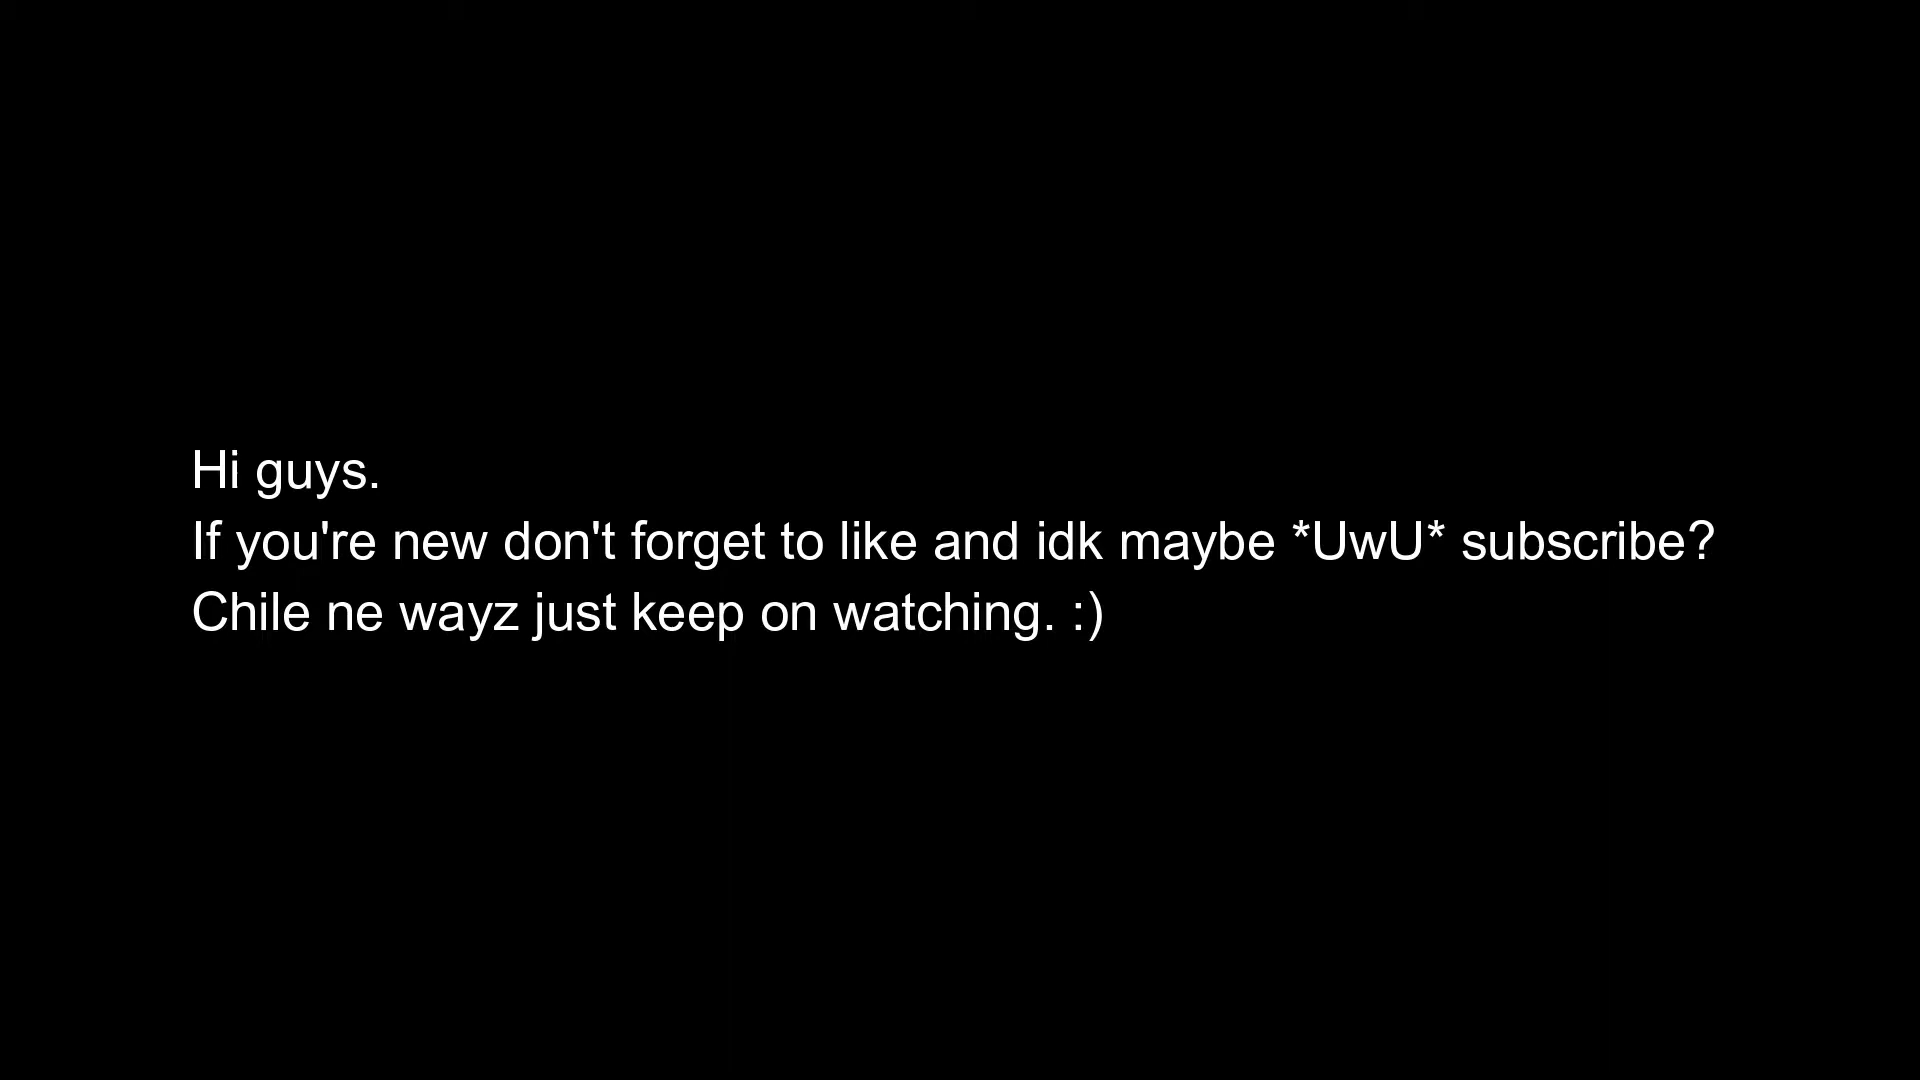 Hi guys.
If you're new don't forget to like and idk maybe *UwU* subscribe?
Chile ne wayz just keep on watching. :)